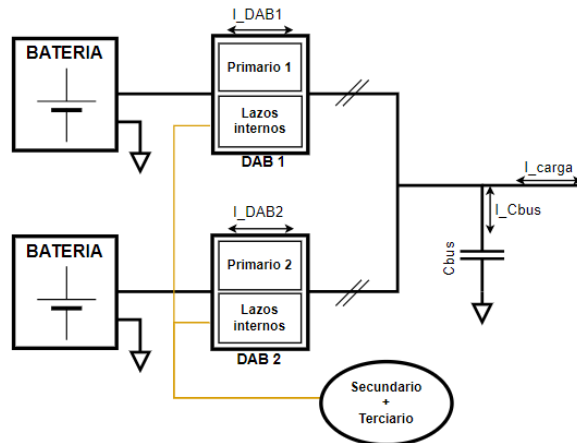 I_DAB1
BATERIA
Primario 1
Lazos
internos
DAB 1
I_carga
I_Cbus
Cbus
I_DAB2
BATERIA
Primario 2
Lazos
internos
DAB 2
Secundario
+
Terciario